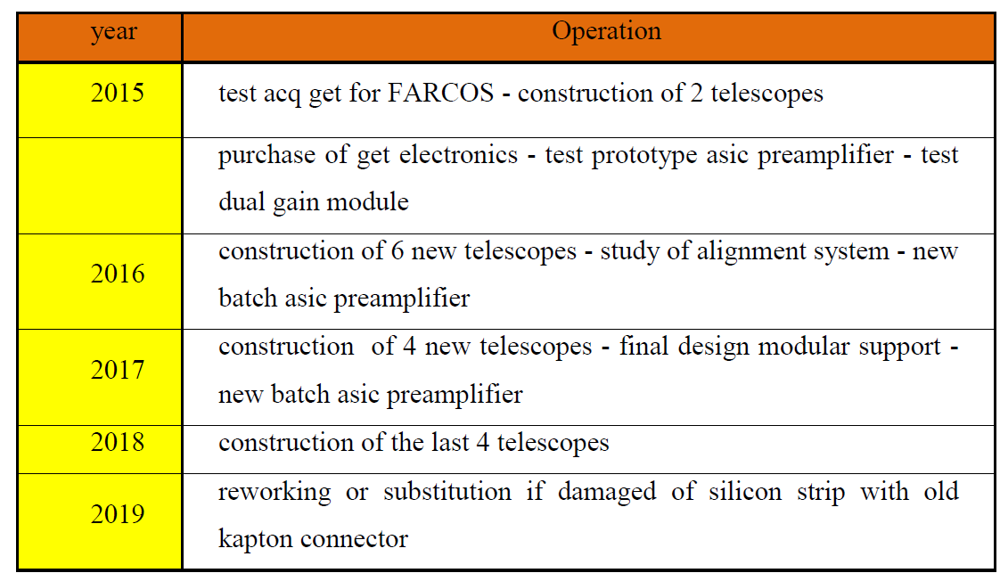 year Operation
2015 test acq get for FARCOS - construction of 2 telescopes
purchase of get electronics - test prototype asic preamplifier - test
dual gain module
2016 construction of 6 new telescopes - study of alignment system - new
batch asic preamplifier
2017 construction of 4 new telescopes - final design modular support -
new batch asic preamplifier
2018 construction of the last 4 telescopes
2019 reworking or substitution if damaged of silicon strip with old
kapton connector